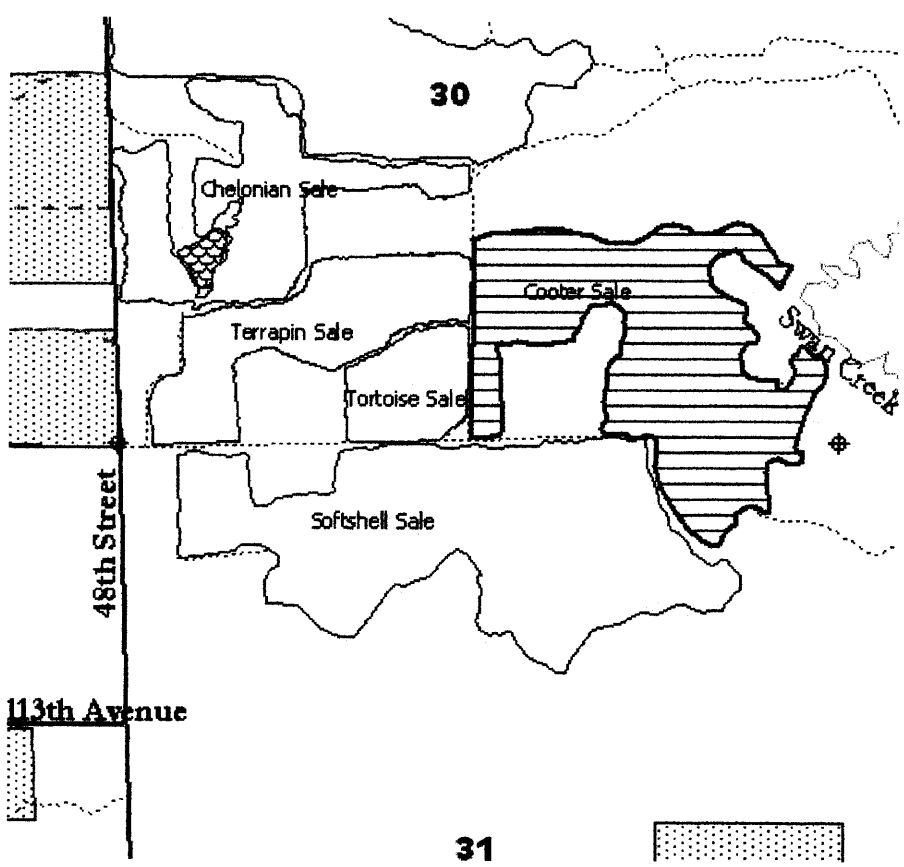 30
Chelonian Sale
Cooter Sale
Terrapin Sale
Swan Creek
Tortoise Sale
Softshell Sale
48th Street
113th Avenue
31